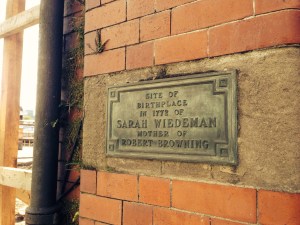 SITE OF
BIRTHPLACE
IN 1772 OF
SARAH WIEDEMAN
MOTHER OF
ROBERT BROWNING